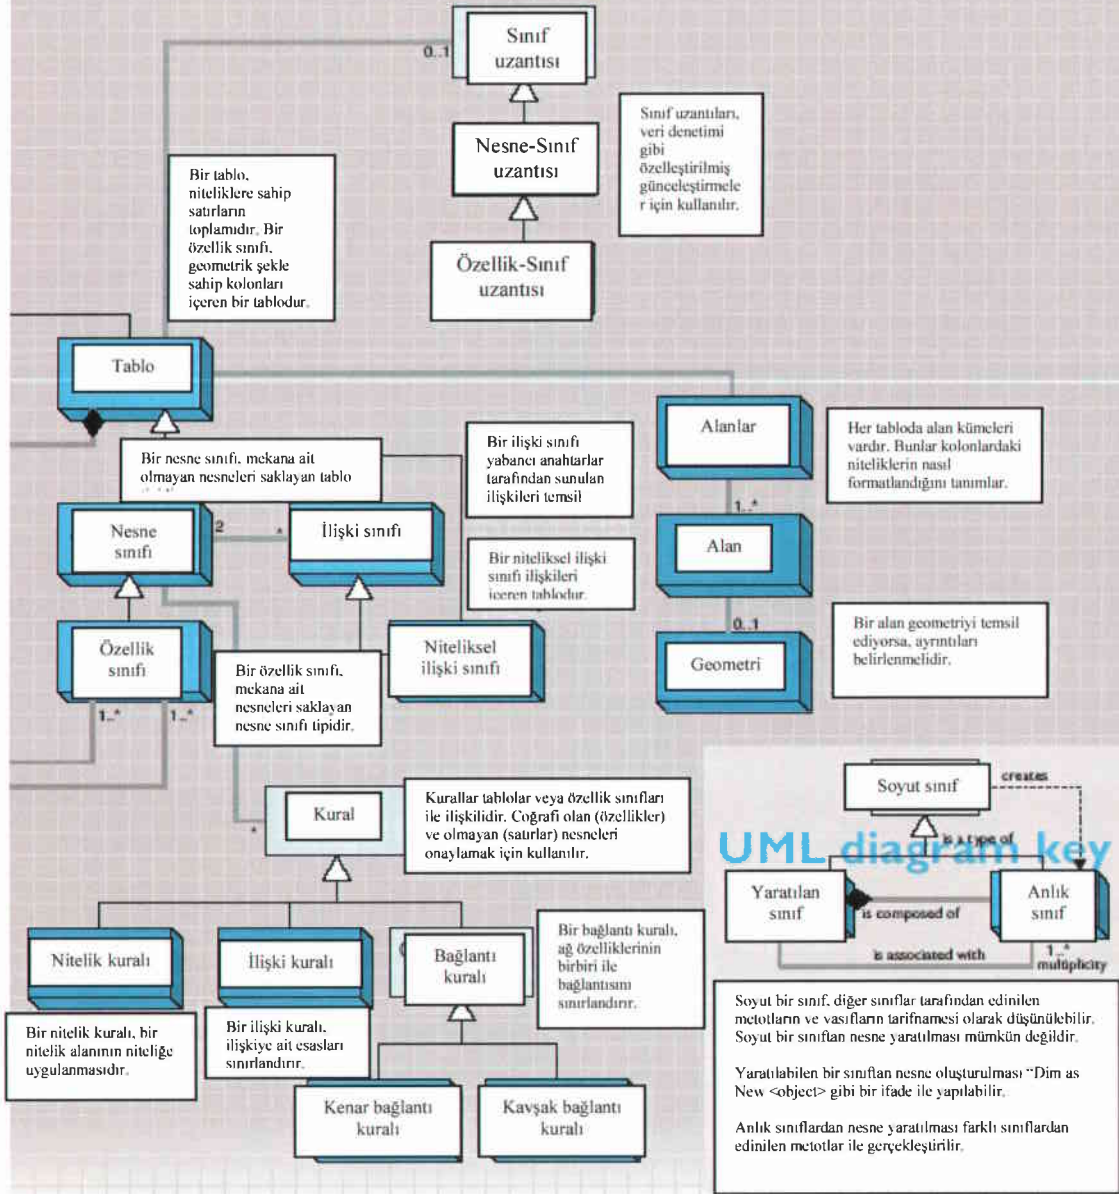 Sınıf
uzantısı
0..1
Nesne-Sınıf
uzantısı
Sınıf uzantıları,
veri denetimi
gibi
özelleştirilmiş
günceleştirmele
r için kullanılır.
Bir tablo,
niteliklere sahip
satırların
toplamıdır. Bir
özellik sınıfı,
geometrik şekle
sahip kolonları
içeren bir tablodur.
Özellik-Sınıf
uzantısı
Tablo
Alanlar
Her tabloda alan kümeleri
vardır. Bunlar kolonlardaki
niteliklerin nasıl
formatlandığını tanımlar.
Bir nesne sınıfı, mekana ait
olmayan nesneleri saklayan tablo
Bir ilişki sınıfı
yabancı anahtarlar
tarafından sunulan
ilişkileri temsil
1..*
Nesne
sınıfı
2
*
İlişki sınıfı
Alan
Bir niteliksel ilişki
sınıfı ilişkileri
içeren tablodur.
0..1
Özellik
sınıfı
Niteliksel
ilişki sınıfı
Geometri
Bir alan geometriyi temsil
ediyorsa, ayrıntıları
belirlenmelidir.
Bir özellik sınıfı,
mekana ait
nesneleri saklayan
nesne sınıfı tipidir.
1..*
1..*
Kural
*
Kurallar tablolar veya özellik sınıfları
ile ilişkilidir. Coğrafi olan (özellikler)
ve olmayan (satırlar) nesneleri
onaylamak için kullanılır.
Soyut sınıf
creates
is a type of
UML diagram key
Yaratılan
sınıf
is composed of
Anlık
sınıf
is associated with
1..*
multiplicity
Nitelik kuralı
İlişki kuralı
Bağlantı
kuralı
Bir bağlantı kuralı,
ağ özelliklerinin
birbiri ile
bağlantısını
sınırlandırır.
Bir nitelik kuralı, bir
nitelik alanının niteliğe
uygulanmasıdır.
Bir ilişki kuralı,
ilişkiye ait esasları
sınırlandırır.
Kenar bağlantı
kuralı
Kavşak bağlantı
kuralı
Soyut bir sınıf, diğer sınıflar tarafından edinilen
metotların ve vasıfların tarifnamesi olarak düşünülebilir.
Soyut bir sınıftan nesne yaratılması mümkün değildir.
Yaratılabilen bir sınıftan nesne oluşturulması "Dim as
New <object> gibi bir ifade ile yapılabilir.
Anlık sınıflardan nesne yaratılması farklı sınıflardan
edinilen metotlar ile gerçekleştirilir.